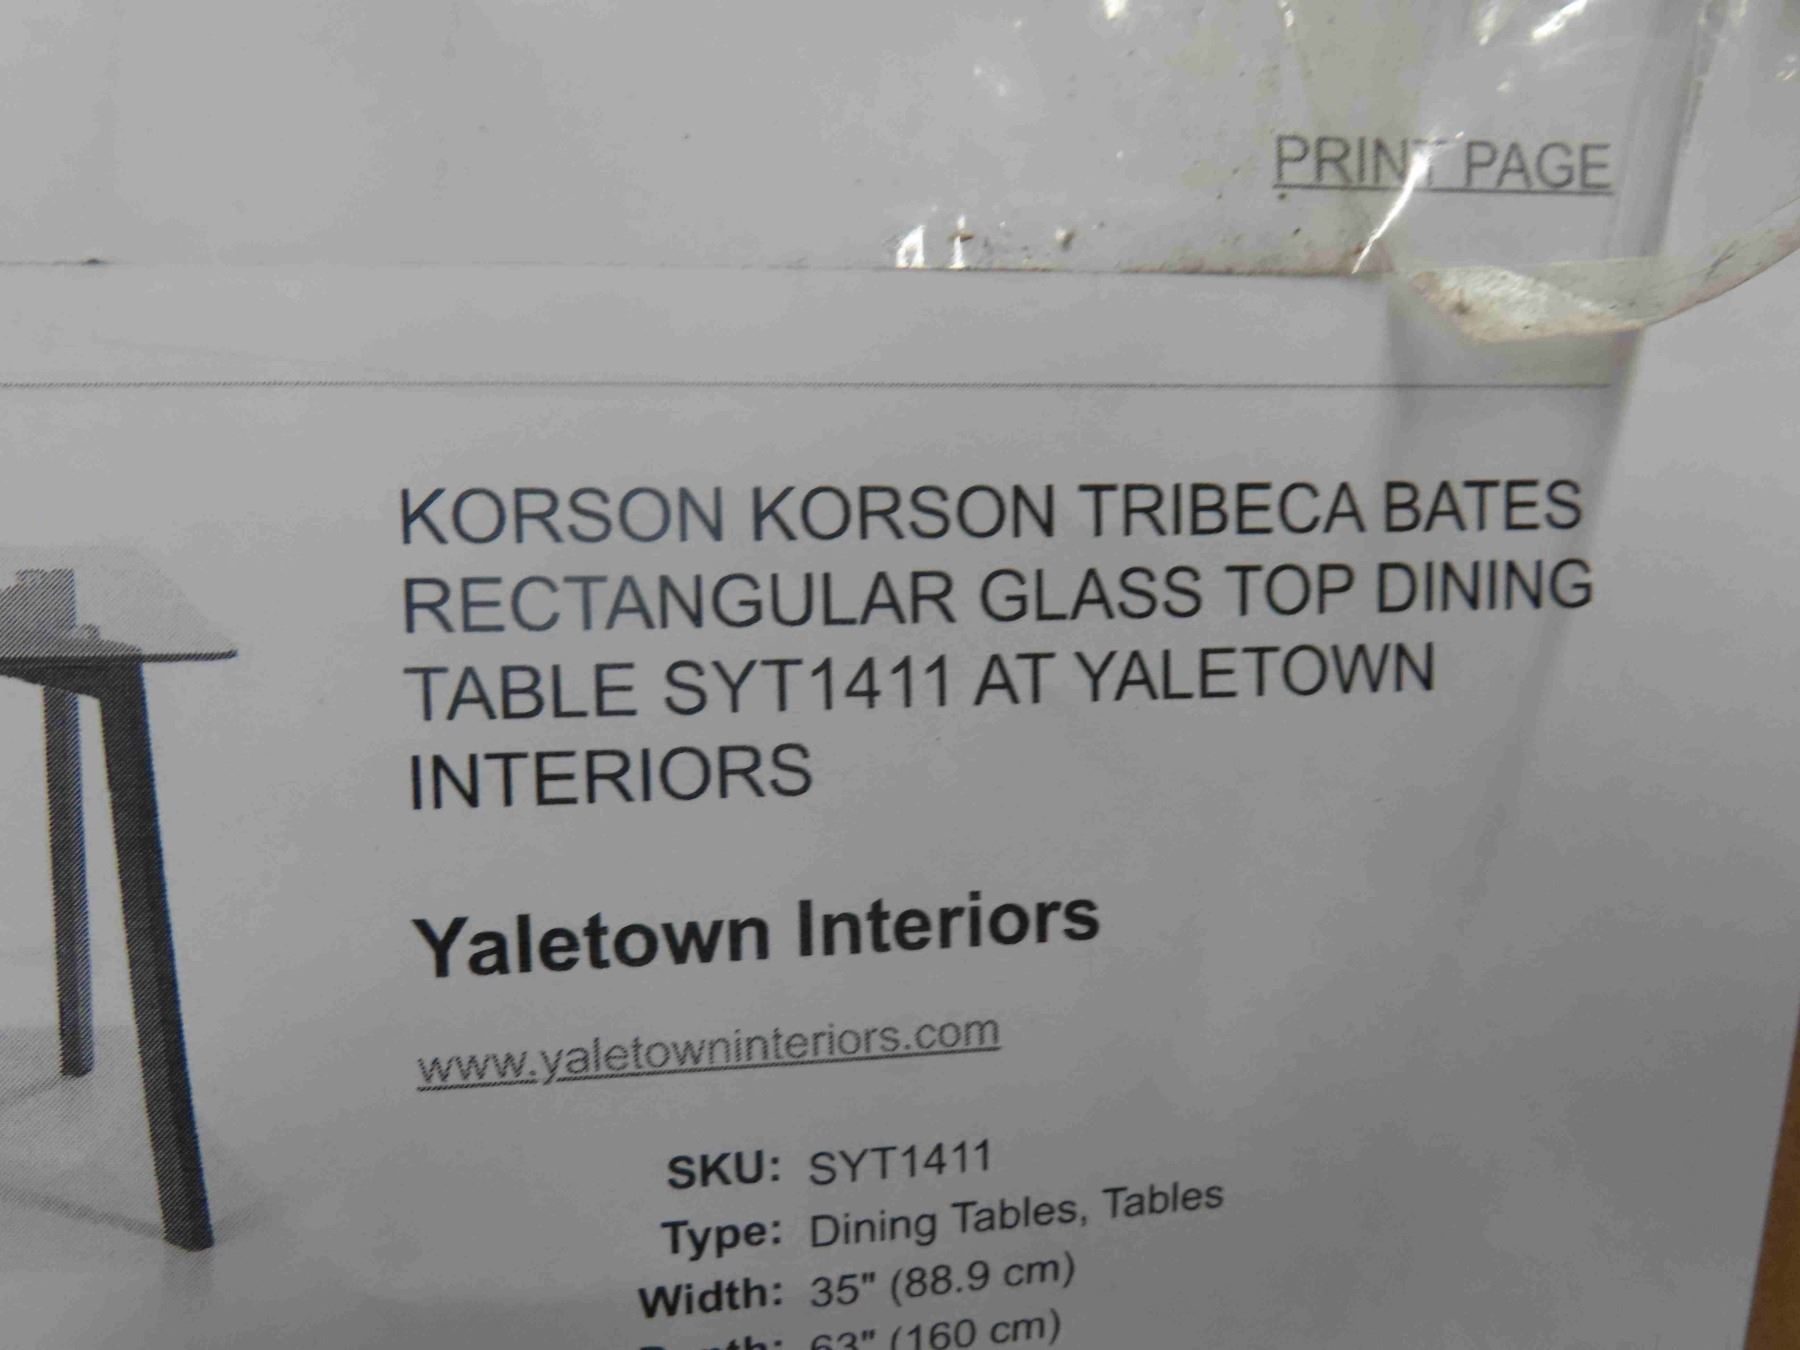 PRINT PAGE
KORSON KORSON TRIBECA BATES
RECTANGULAR GLASS TOP DINING
TABLE SYT1411 AT YALETOWN
INTERIORS
Yaletown Interiors
www.yaletowninteriors.com
SKU: SYT1411
Type: Dining Tables, Tables
Width: 35" (88.9 cm)
Depth: 63" (160 cm)